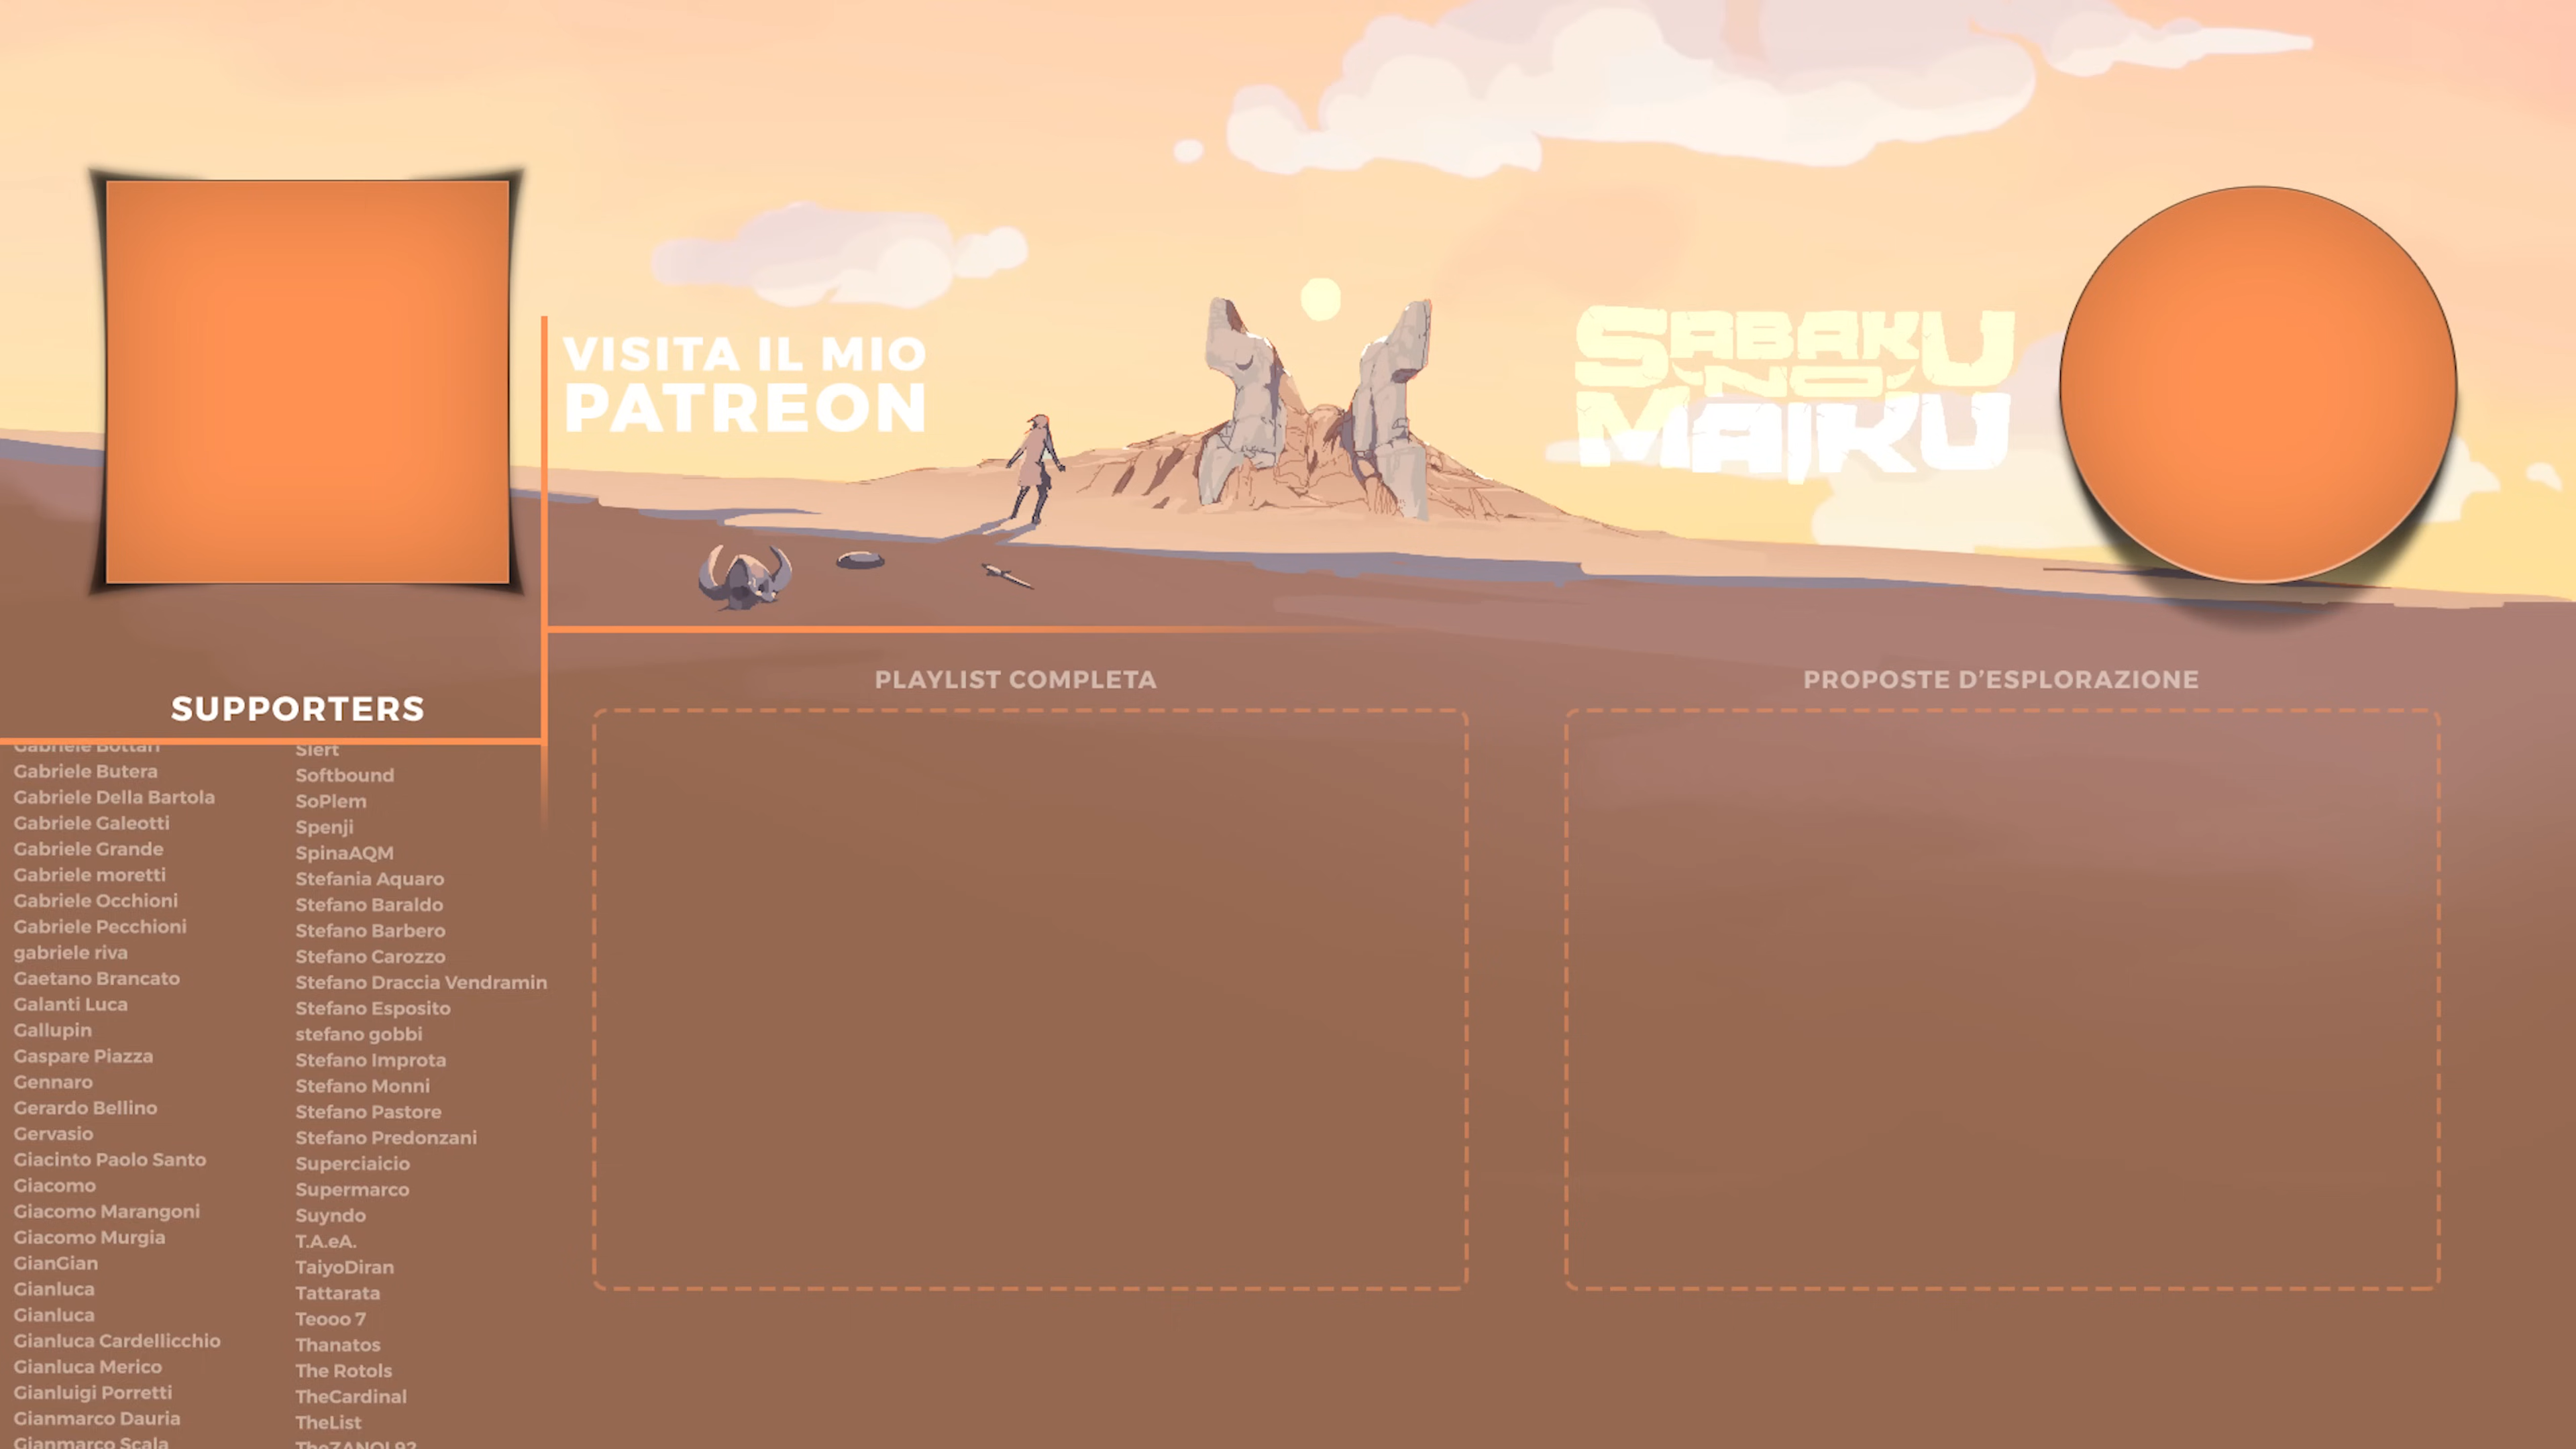 VISITA IL MIO
PATREON
SABAKU
NO
MAIKU
SUPPORTERS
PLAYLIST COMPLETA
PROPOSTE D’ESPLORAZIONE
Gabriele Bottari
Gabriele Butera
Gabriele Della Bartola
Gabriele Galeotti
Gabriele Grande
Gabriele moretti
Gabriele Occhioni
Gabriele Pecchioni
gabriele riva
Gaetano Brancato
Galanti Luca
Gallupin
Gaspare Piazza
Gennaro
Gerardo Bellino
Gervasio
Giacinto Paolo Santo
Giacomo
Giacomo Marangoni
Giacomo Murgia
GianGian
Gianluca
Gianluca
Gianluca Cardellicchio
Gianluca Merico
Gianluigi Porretti
Gianmarco Dauria
Gianmarco Scala
Siert
Softbound
SoPlem
Spenji
SpinaAQM
Stefania Aquaro
Stefano Baraldo
Stefano Barbero
Stefano Carozzo
Stefano Draccia Vendramin
Stefano Esposito
stefano gobbi
Stefano Improta
Stefano Monni
Stefano Pastore
Stefano Predonzani
Superciaicio
Supermarco
Suyndo
T.A.eA.
TaiyoDiran
Tattarata
Teooo 7
Thanatos
The Rotols
TheCardinal
TheList